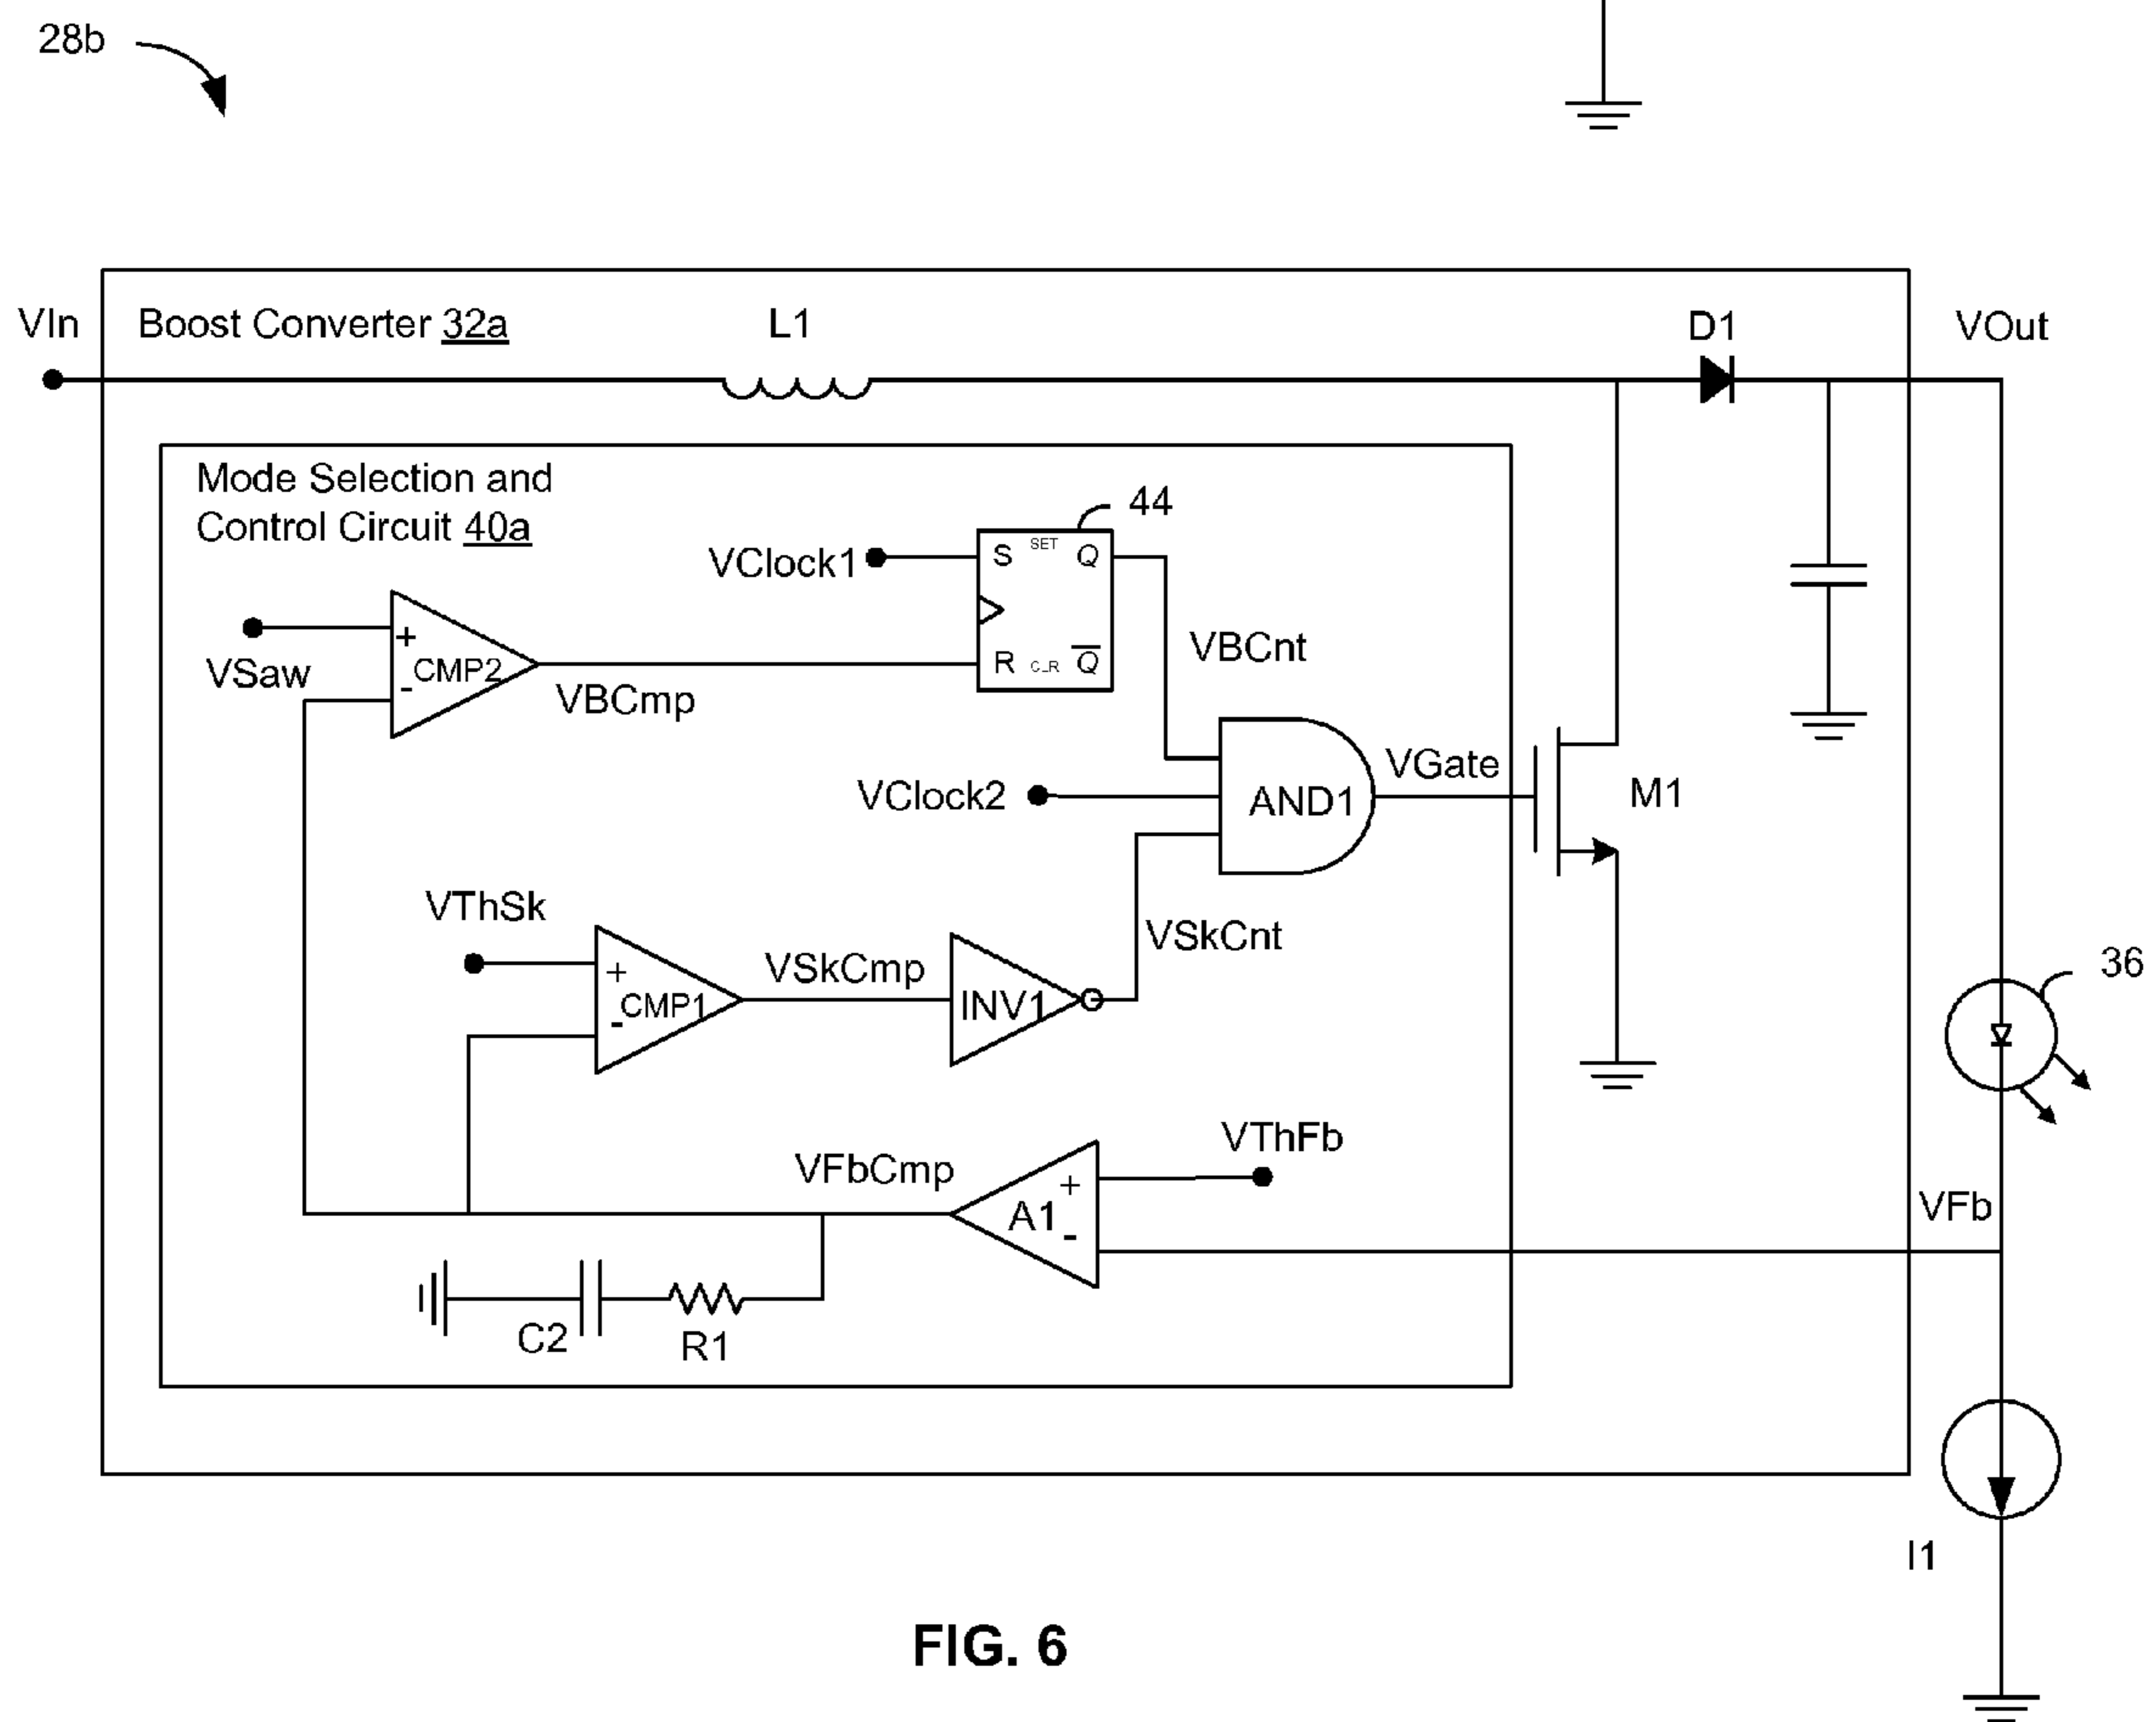 28b
VIn
Boost Converter 32a
L1
D1
VOut
Mode Selection and
Control Circuit 40a
44
VClock1
S SET Q
VSaw
+
CMP2
-
VBCmp
R C_R Q̅
VBCnt
VClock2
AND1
VGate
M1
VThSk
+
CMP1
-
VSkCmp
INV1
VSkCnt
36
VFbCmp
A1
+
-
VThFb
VFb
C2
R1
I1
FIG. 6